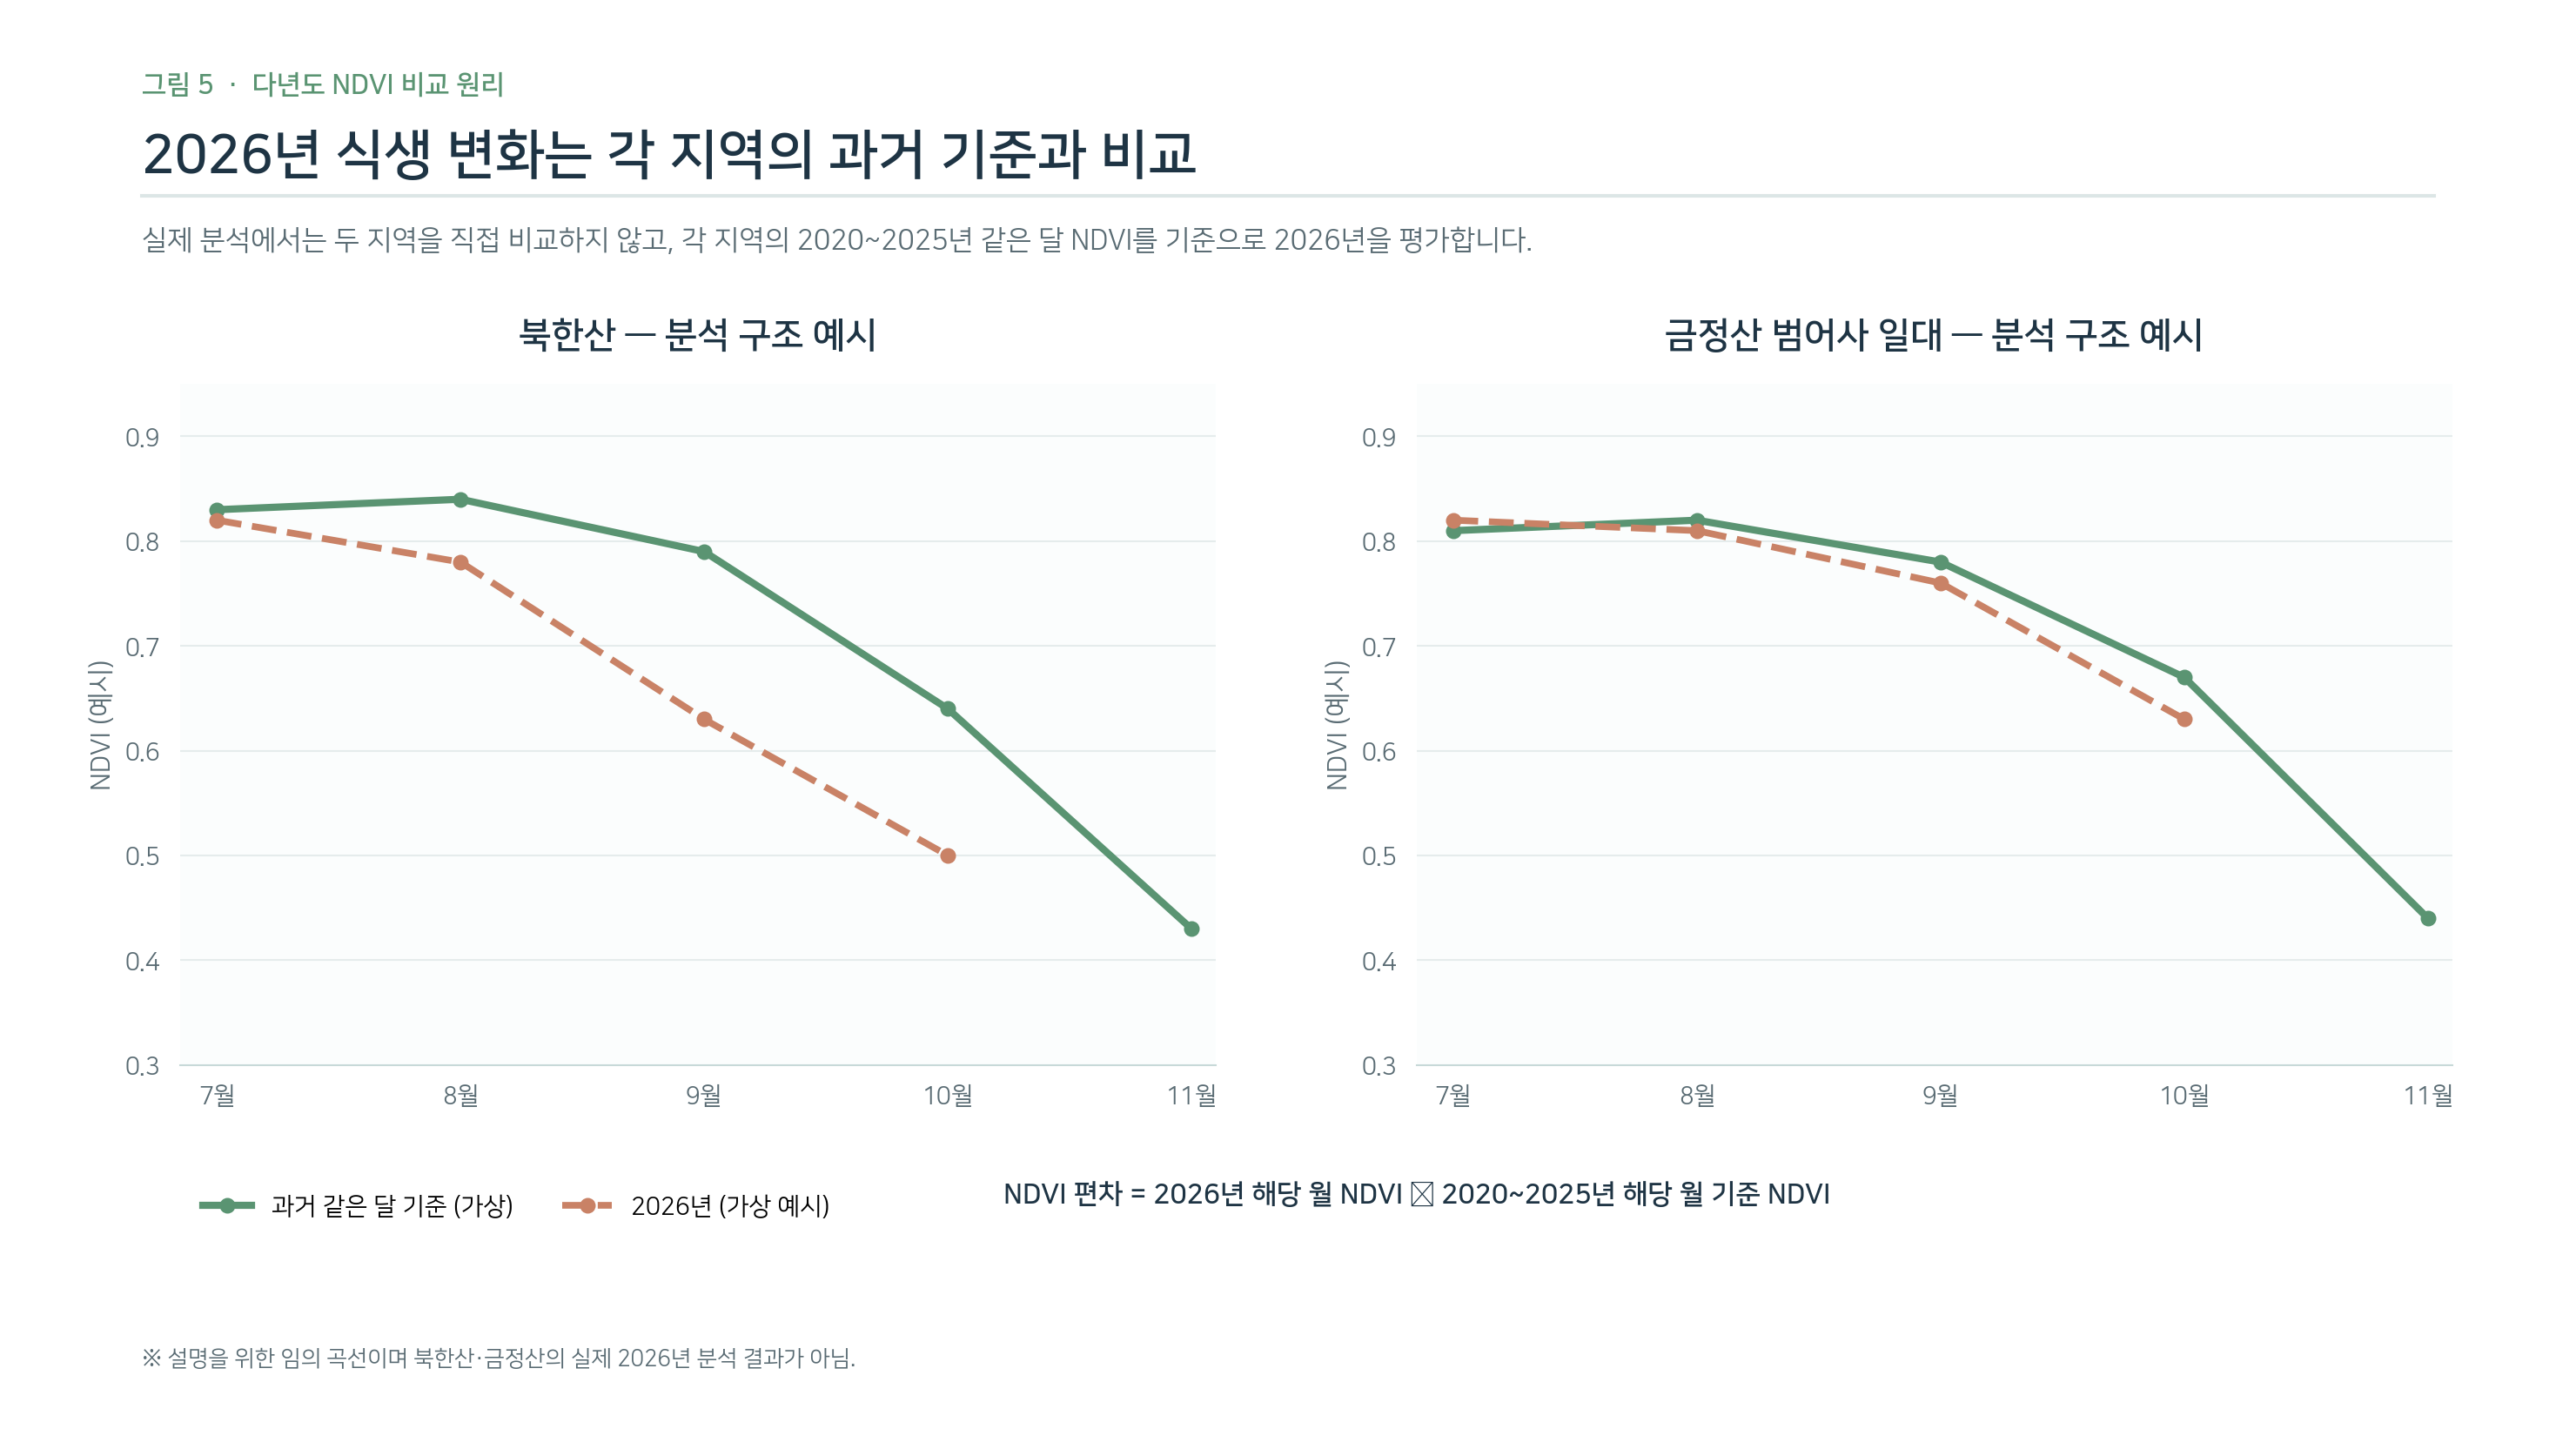 그림 5 · 다년도 NDVI 비교 원리
2026년 식생 변화는 각 지역의 과거 기준과 비교
실제 분석에서는 두 지역을 직접 비교하지 않고, 각 지역의 2020~2025년 같은 달 NDVI를 기준으로 2026년을 평가합니다.
북한산 — 분석 구조 예시
NDVI (예시)
0.9
0.8
0.7
0.6
0.5
0.4
0.3
7월 8월 9월 10월 11월
금정산 범어사 일대 — 분석 구조 예시
NDVI (예시)
0.9
0.8
0.7
0.6
0.5
0.4
0.3
7월 8월 9월 10월 11월
과거 같은 달 기준 (가상) 2026년 (가상 예시)
NDVI 편차 = 2026년 해당 월 NDVI ☒ 2020~2025년 해당 월 기준 NDVI
※ 설명을 위한 임의 곡선이며 북한산·금정산의 실제 2026년 분석 결과가 아님.